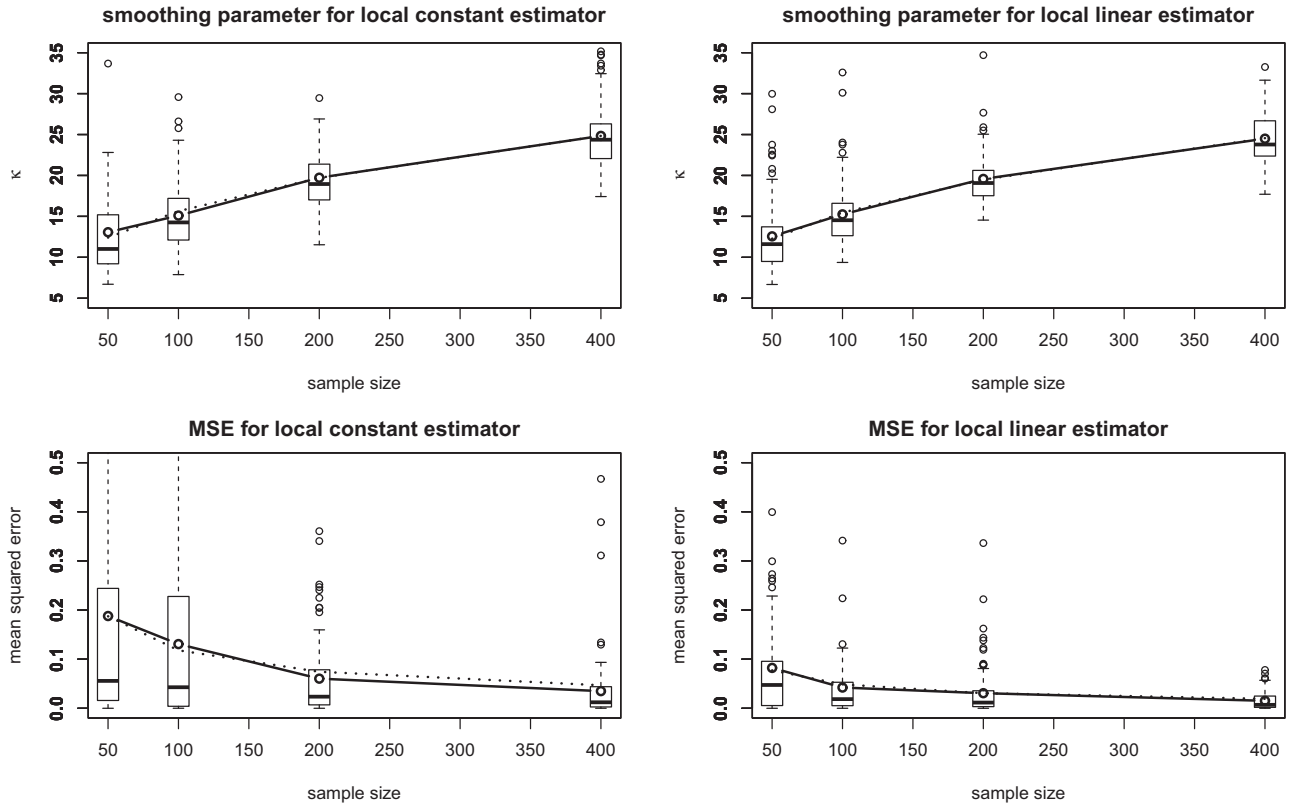 smoothing parameter for local constant estimator
κ
35
30
25
20
15
10
5
50 100 150 200 250 300 350 400
sample size
smoothing parameter for local linear estimator
κ
35
30
25
20
15
10
5
50 100 150 200 250 300 350 400
sample size
MSE for local constant estimator
mean squared error
0.5
0.4
0.3
0.2
0.1
0.0
50 100 150 200 250 300 350 400
sample size
MSE for local linear estimator
mean squared error
0.5
0.4
0.3
0.2
0.1
0.0
50 100 150 200 250 300 350 400
sample size